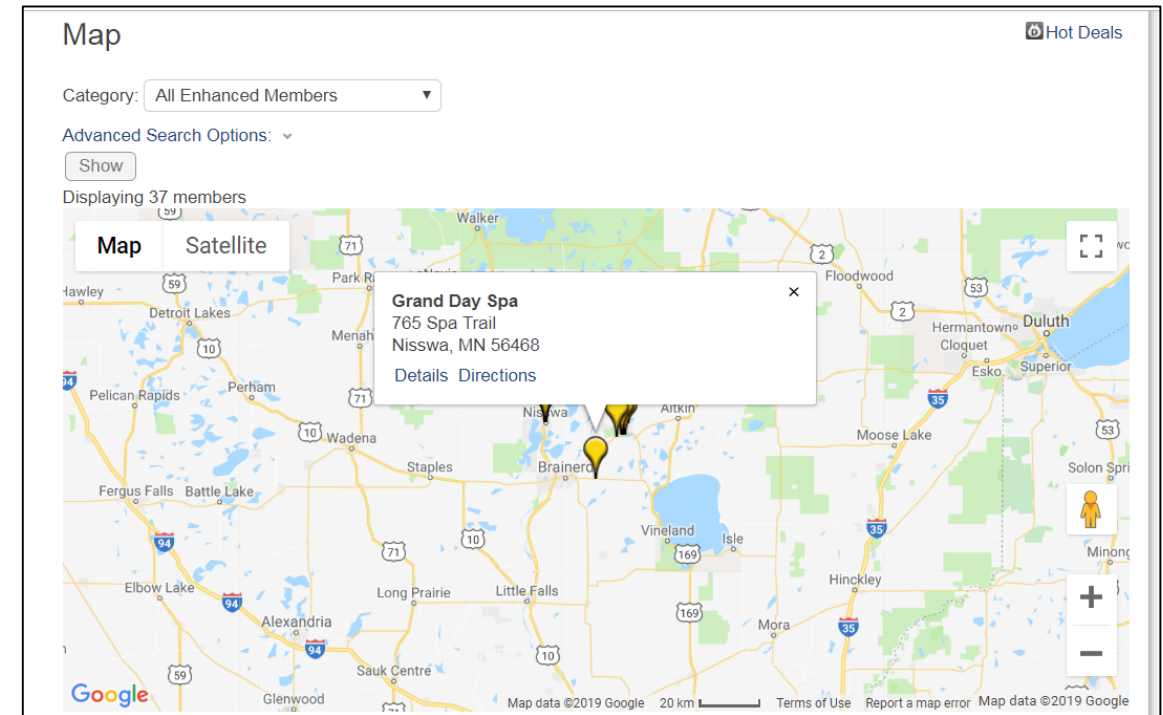 Map
Hot Deals
Category: All Enhanced Members
Advanced Search Options:
Show
Displaying 37 members
Map Satellite
59
Walker
71
2
Floodwood
Hawley
59
53
Grand Day Spa
765 Spa Trail
Nisswa, MN 56468
Details Directions
×
Detroit Lakes
2
Hermantown
Duluth
10
Cloquet
Esko
Superior
94
Pelican Rapids
Perham
71
35
Nisswa
Aitkin
10
Wadena
Moose Lake
53
Staples
Brainerd
Fergus Falls
Battle Lake
Vineland
Isle
94
71
10
169
35
Elbow Lake
94
Long Prairie
Little Falls
Hinckley
169
Mora
35
Alexandria
94
10
59
Sauk Centre
Google
Glenwood
Map data ©2019 Google
20 km
Terms of Use
Report a map error
Map data ©2019 Google